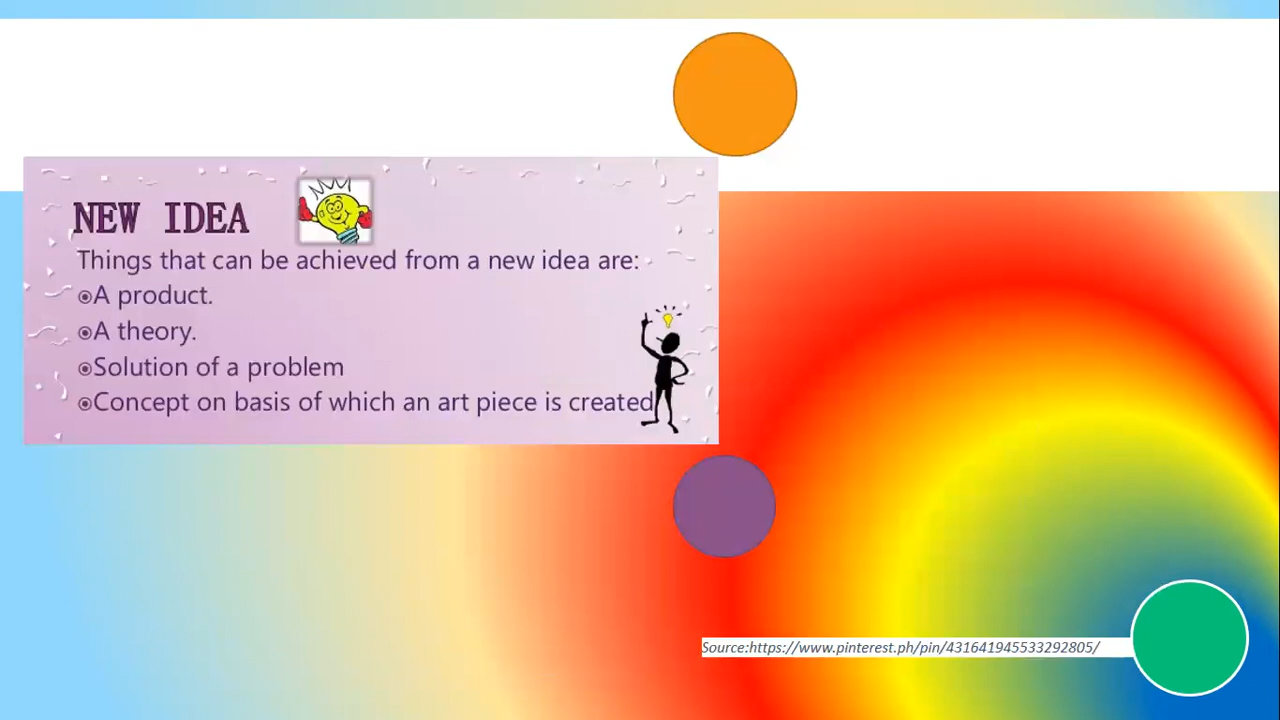 NEW IDEA
Things that can be achieved from a new idea are:
⦿A product.
⦿A theory.
⦿Solution of a problem
⦿Concept on basis of which an art piece is created
Source:https://www.pinterest.ph/pin/431641945533292805/